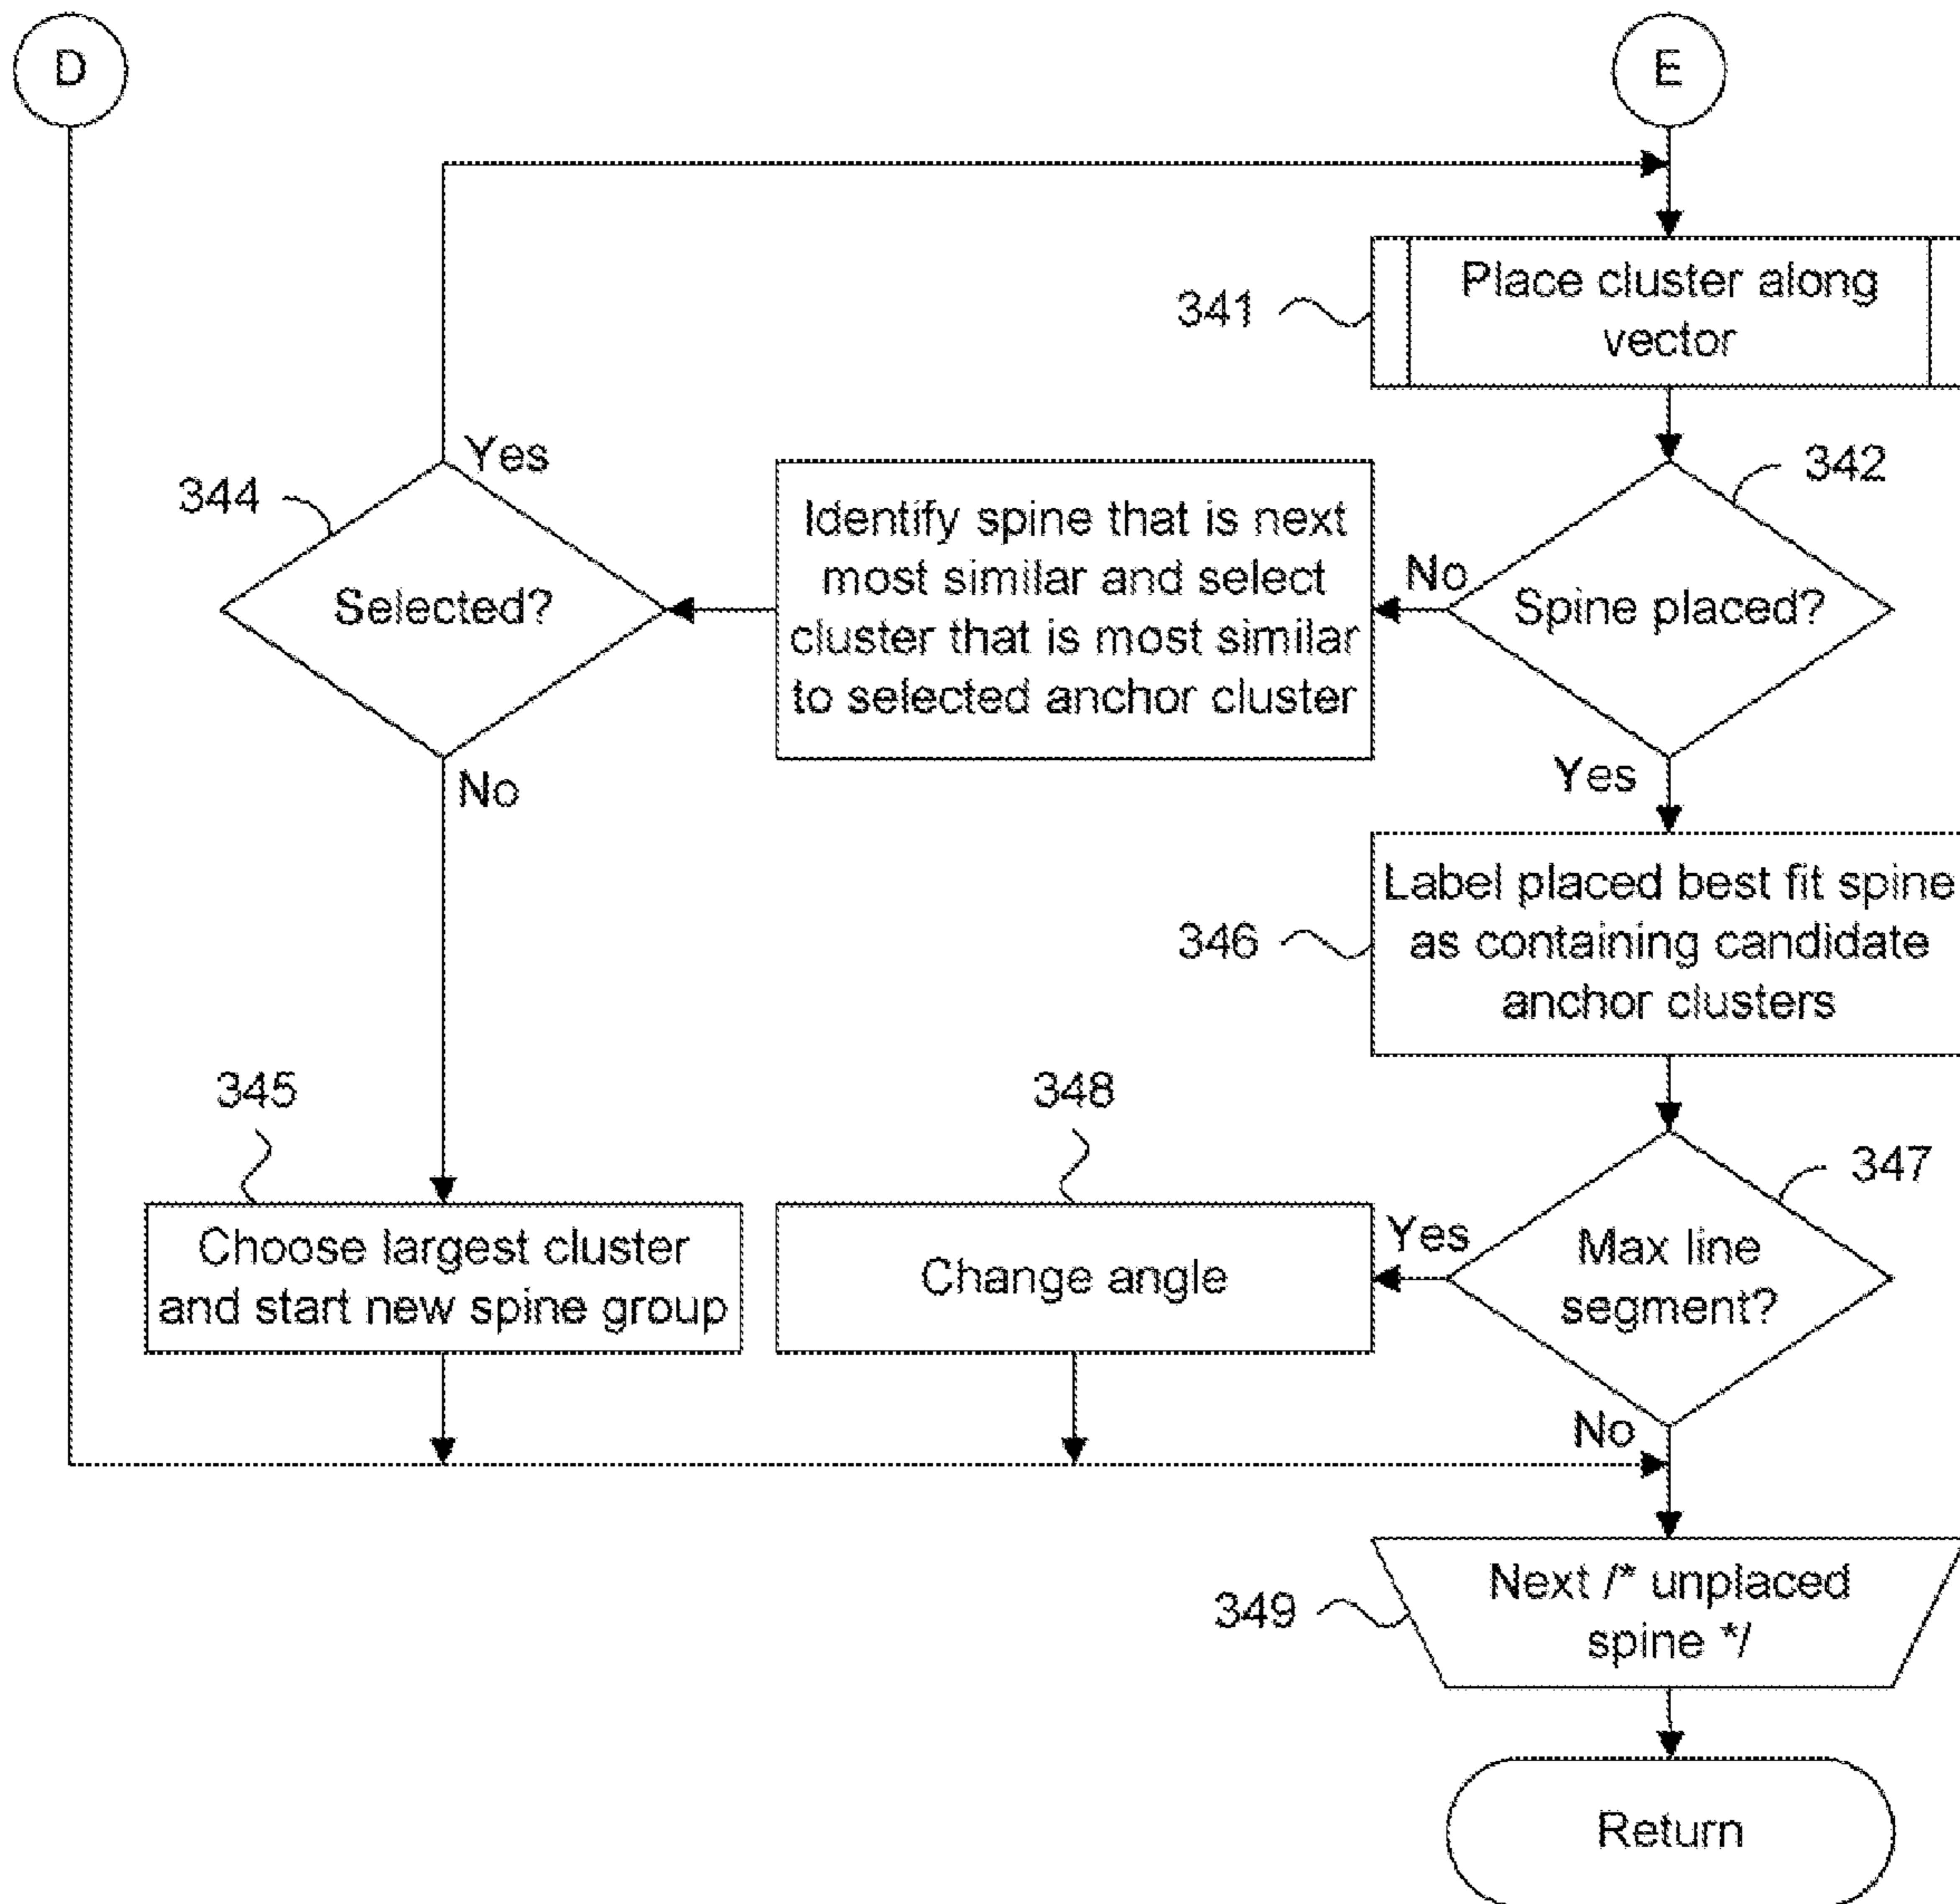 D
E
341
Place cluster along
vector
342
Spine placed?
No
Yes
Identify spine that is next
most similar and select
cluster that is most similar
to selected anchor cluster
344
Selected?
Yes
No
346
Label placed best fit spine
as containing candidate
anchor clusters
345
Choose largest cluster
and start new spine group
348
Change angle
347
Max line
segment?
Yes
No
349
Next /* unplaced
spine */
Return